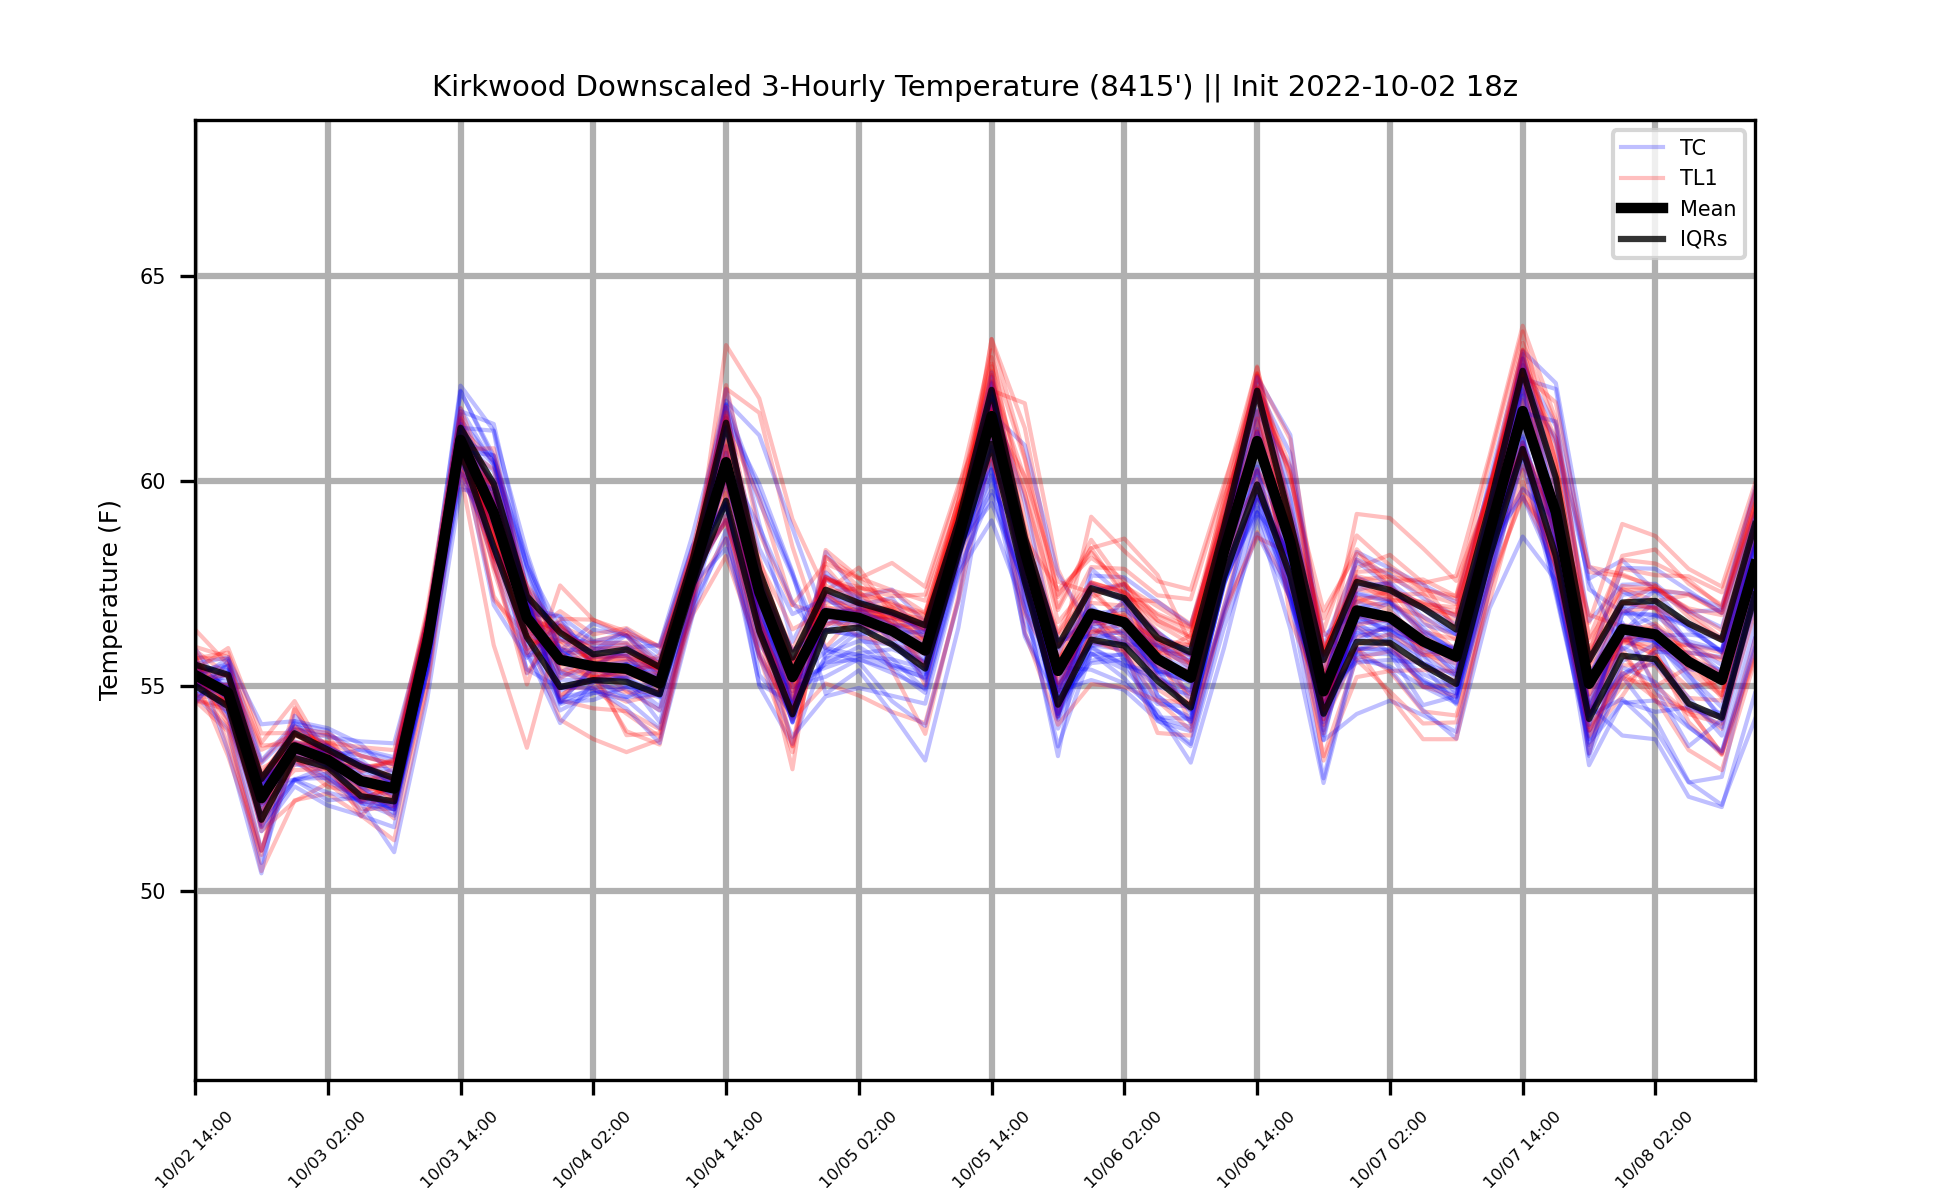 Kirkwood Downscaled 3-Hourly Temperature (8415') || Init 2022-10-02 18z
TC
TL1
Mean
IQRs
Temperature (F)
65
60
55
50
10/02 14:00
10/03 02:00
10/03 14:00
10/04 02:00
10/04 14:00
10/05 02:00
10/05 14:00
10/06 02:00
10/06 14:00
10/07 02:00
10/07 14:00
10/08 02:00